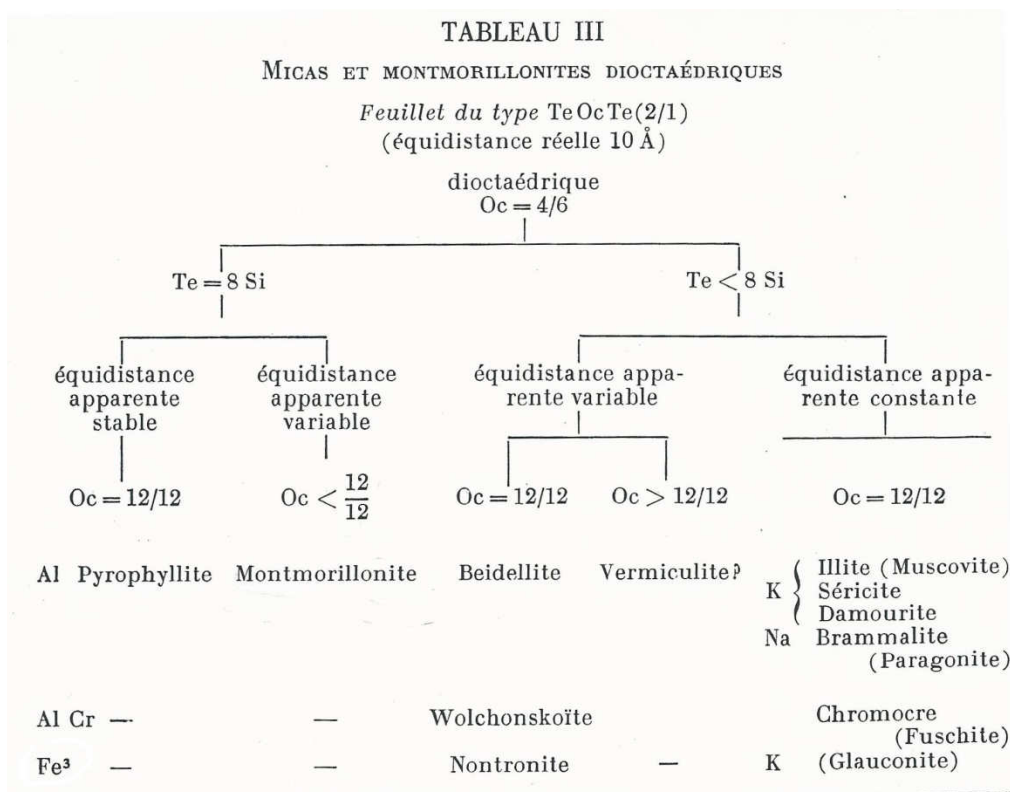 TABLEAU III
MICAS ET MONTMORILLONITES DIOCTAÉDRIQUES
Feuillet du type TeOcTe(2/1)
(équidistance réelle 10 Å)
dioctaédrique
Oc = 4/6
Te = 8 Si Te < 8 Si
équidistance apparente stable
équidistance apparente variable
équidistance appa-
rente variable
équidistance appa-
rente constante
Oc = 12/12 Oc < 12/12 Oc = 12/12 Oc > 12/12 Oc = 12/12
Al Pyrophyllite Montmorillonite Beidellite Vermiculite?
K { Illite (Muscovite)
Séricite
Damourite
Na Brammalite
(Paragonite)
Al Cr — — Wolchonskoïte Chromocre
(Fuschite)
Fe³ — — Nontronite — K (Glauconite)